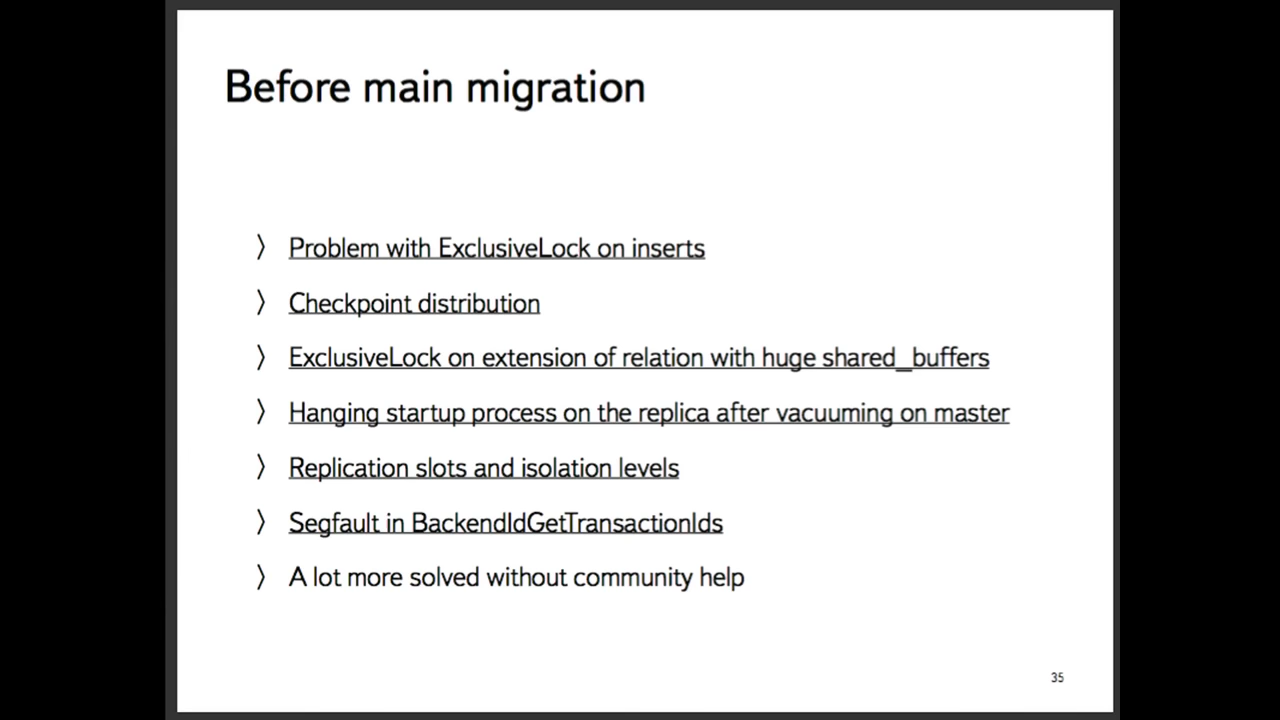 Before main migration
〉 Problem with ExclusiveLock on inserts
〉 Checkpoint distribution
〉 ExclusiveLock on extension of relation with huge shared_buffers
〉 Hanging startup process on the replica after vacuuming on master
〉 Replication slots and isolation levels
〉 Segfault in BackendIdGetTransactionIds
〉 A lot more solved without community help
35